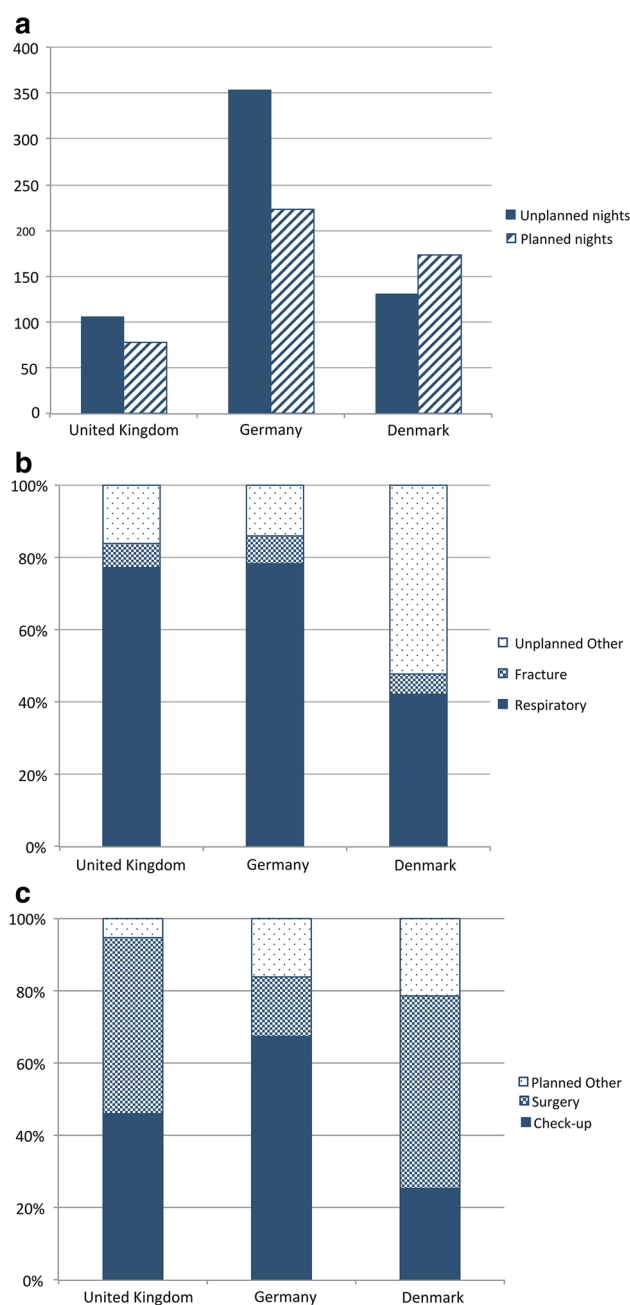 a
400
350
300
250
200
150
100
50
0
Unplanned nights
Planned nights
United Kingdom Germany Denmark
b
100%
80%
60%
40%
20%
0%
Unplanned Other
Fracture
Respiratory
United Kingdom Germany Denmark
c
100%
80%
60%
40%
20%
0%
Planned Other
Surgery
Check-up
United Kingdom Germany Denmark